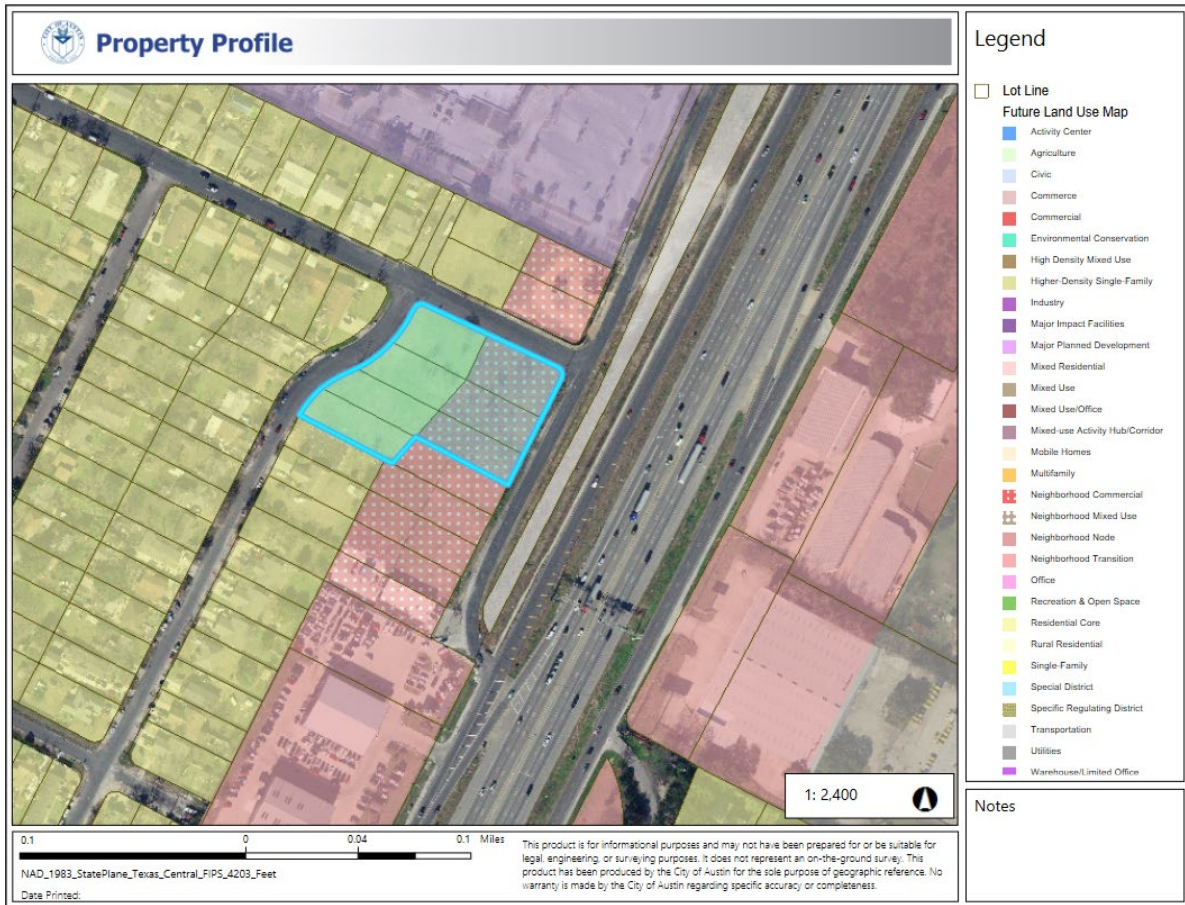 CITY OF AUSTIN
Property Profile
Legend
Lot Line
Future Land Use Map
Activity Center
Agriculture
Civic
Commerce
Commercial
Environmental Conservation
High Density Mixed Use
Higher-Density Single-Family
Industry
Major Impact Facilities
Major Planned Development
Mixed Residential
Mixed Use
Mixed Use/Office
Mixed-use Activity Hub/Corridor
Mobile Homes
Multifamily
Neighborhood Commercial
Neighborhood Mixed Use
Neighborhood Node
Neighborhood Transition
Office
Recreation & Open Space
Residential Core
Rural Residential
Single-Family
Special District
Specific Regulating District
Transportation
Utilities
Warehouse/Limited Office
1: 2,400
Notes
0.1 0 0.04 0.1 Miles
NAD_1983_StatePlane_Texas_Central_FIPS_4203_Feet
Date Printed:
This product is for informational purposes and may not have been prepared for or be suitable for
legal, engineering, or surveying purposes. It does not represent an on-the-ground survey. This
product has been produced by the City of Austin for the sole purpose of geographic reference. No
warranty is made by the City of Austin regarding specific accuracy or completeness.